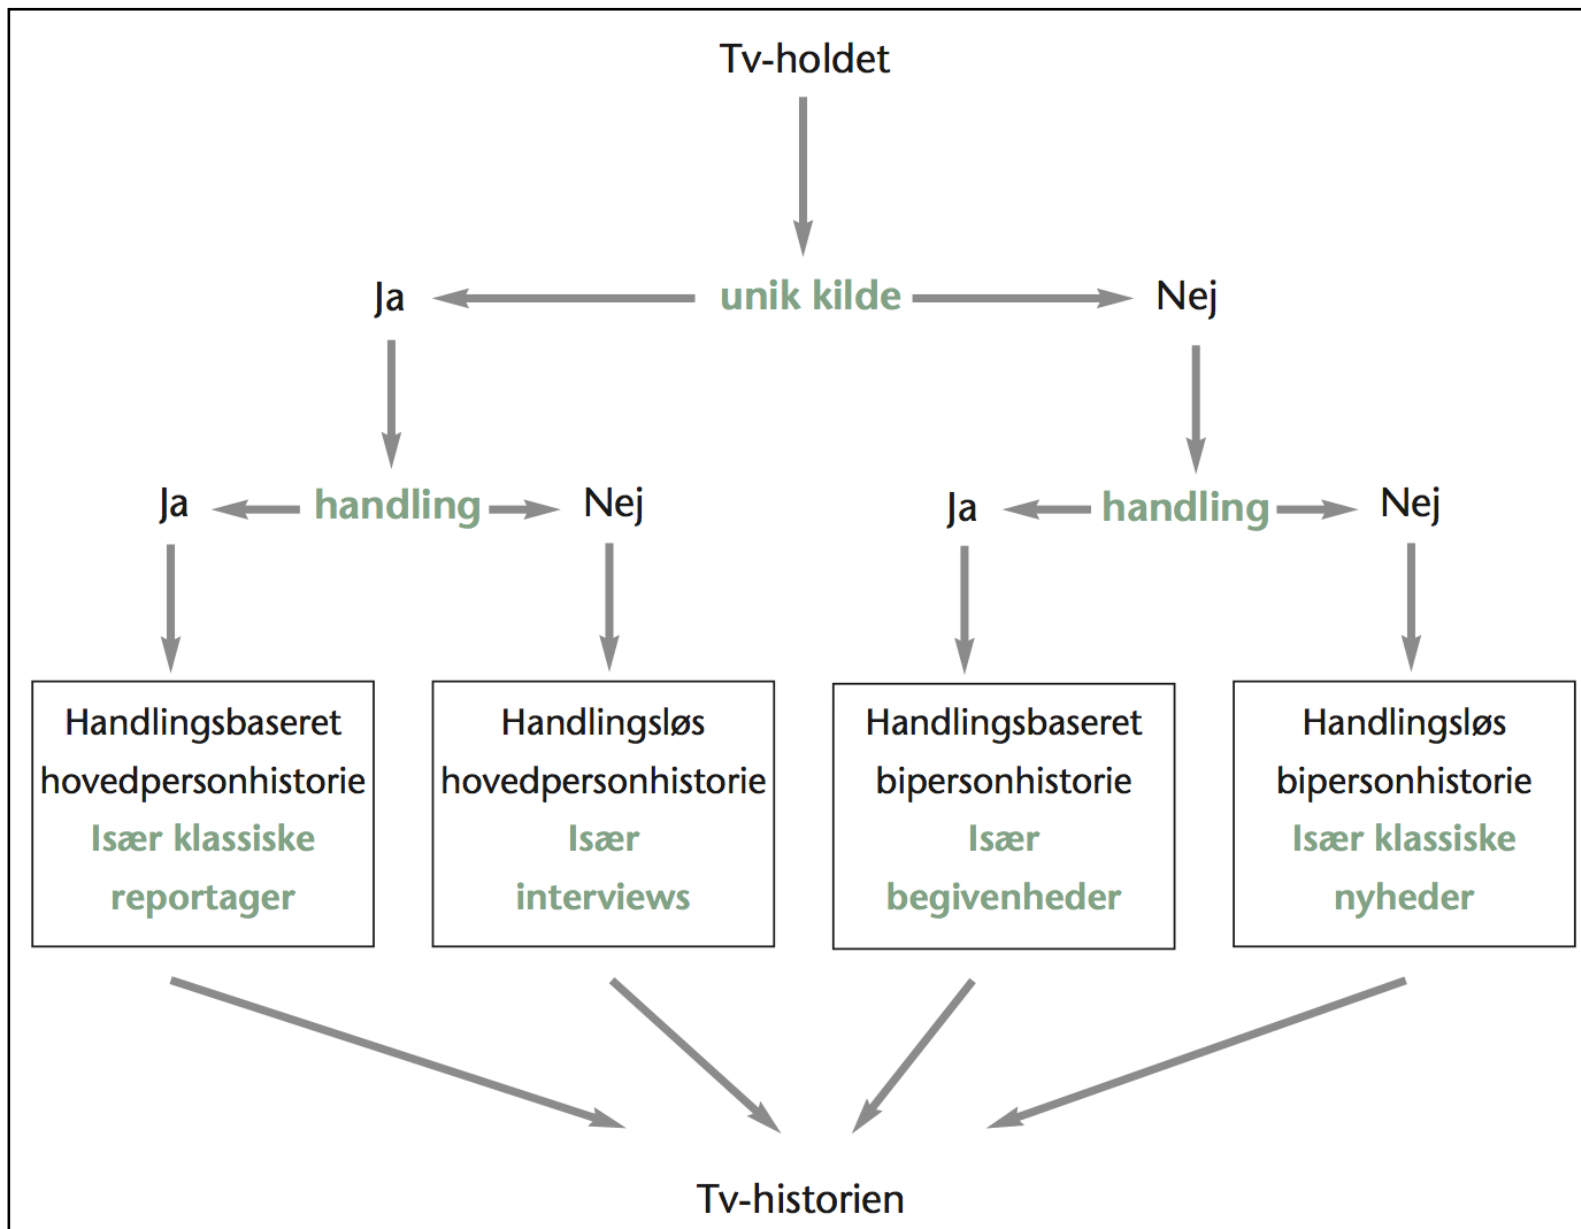 Tv-holdet
Ja
unik kilde
Nej
Ja
handling
Nej
Ja
handling
Nej
Handlingsbaseret
hovedpersonhistorie
Især klassiske
reportager
Handlingsløs
hovedpersonhistorie
Især
interviews
Handlingsbaseret
bipersonhistorie
Især
begivenheder
Handlingsløs
bipersonhistorie
Især klassiske
nyheder
Tv-historien